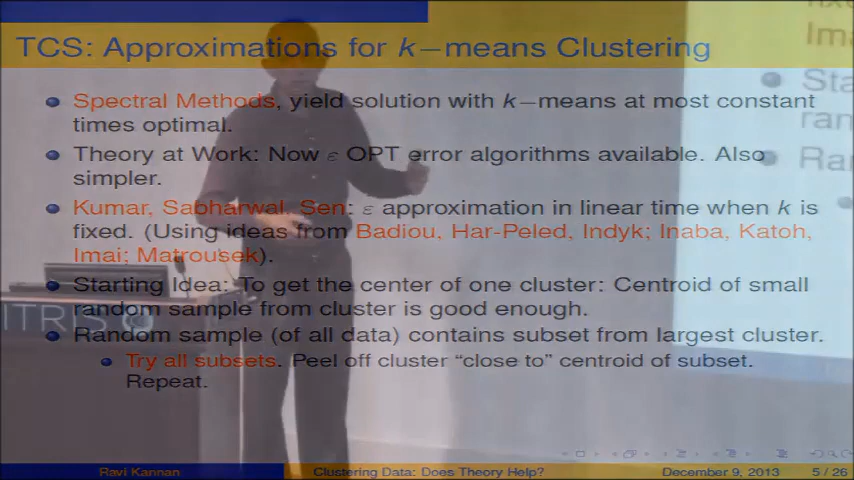 TCS: Approximations for k−means Clustering
Spectral Methods, yield solution with k−means at most constant
times optimal.
Theory at Work: Now ε OPT error algorithms available. Also
simpler.
Kumar, Sabharwal, Sen: ε approximation in linear time when k is
fixed. (Using ideas from Badiou, Har-Peled, Indyk; Inaba, Katoh,
Imai; Matrousek).
Starting Idea: To get the center of one cluster: Centroid of small
random sample from cluster is good enough.
Random sample (of all data) contains subset from largest cluster.
Try all subsets. Peel off cluster “close to” centroid of subset.
Repeat.
Ravi Kannan Clustering Data: Does Theory Help? December 9, 2013 5 / 26
ITRIS
Ima
Sta
ran
Ra